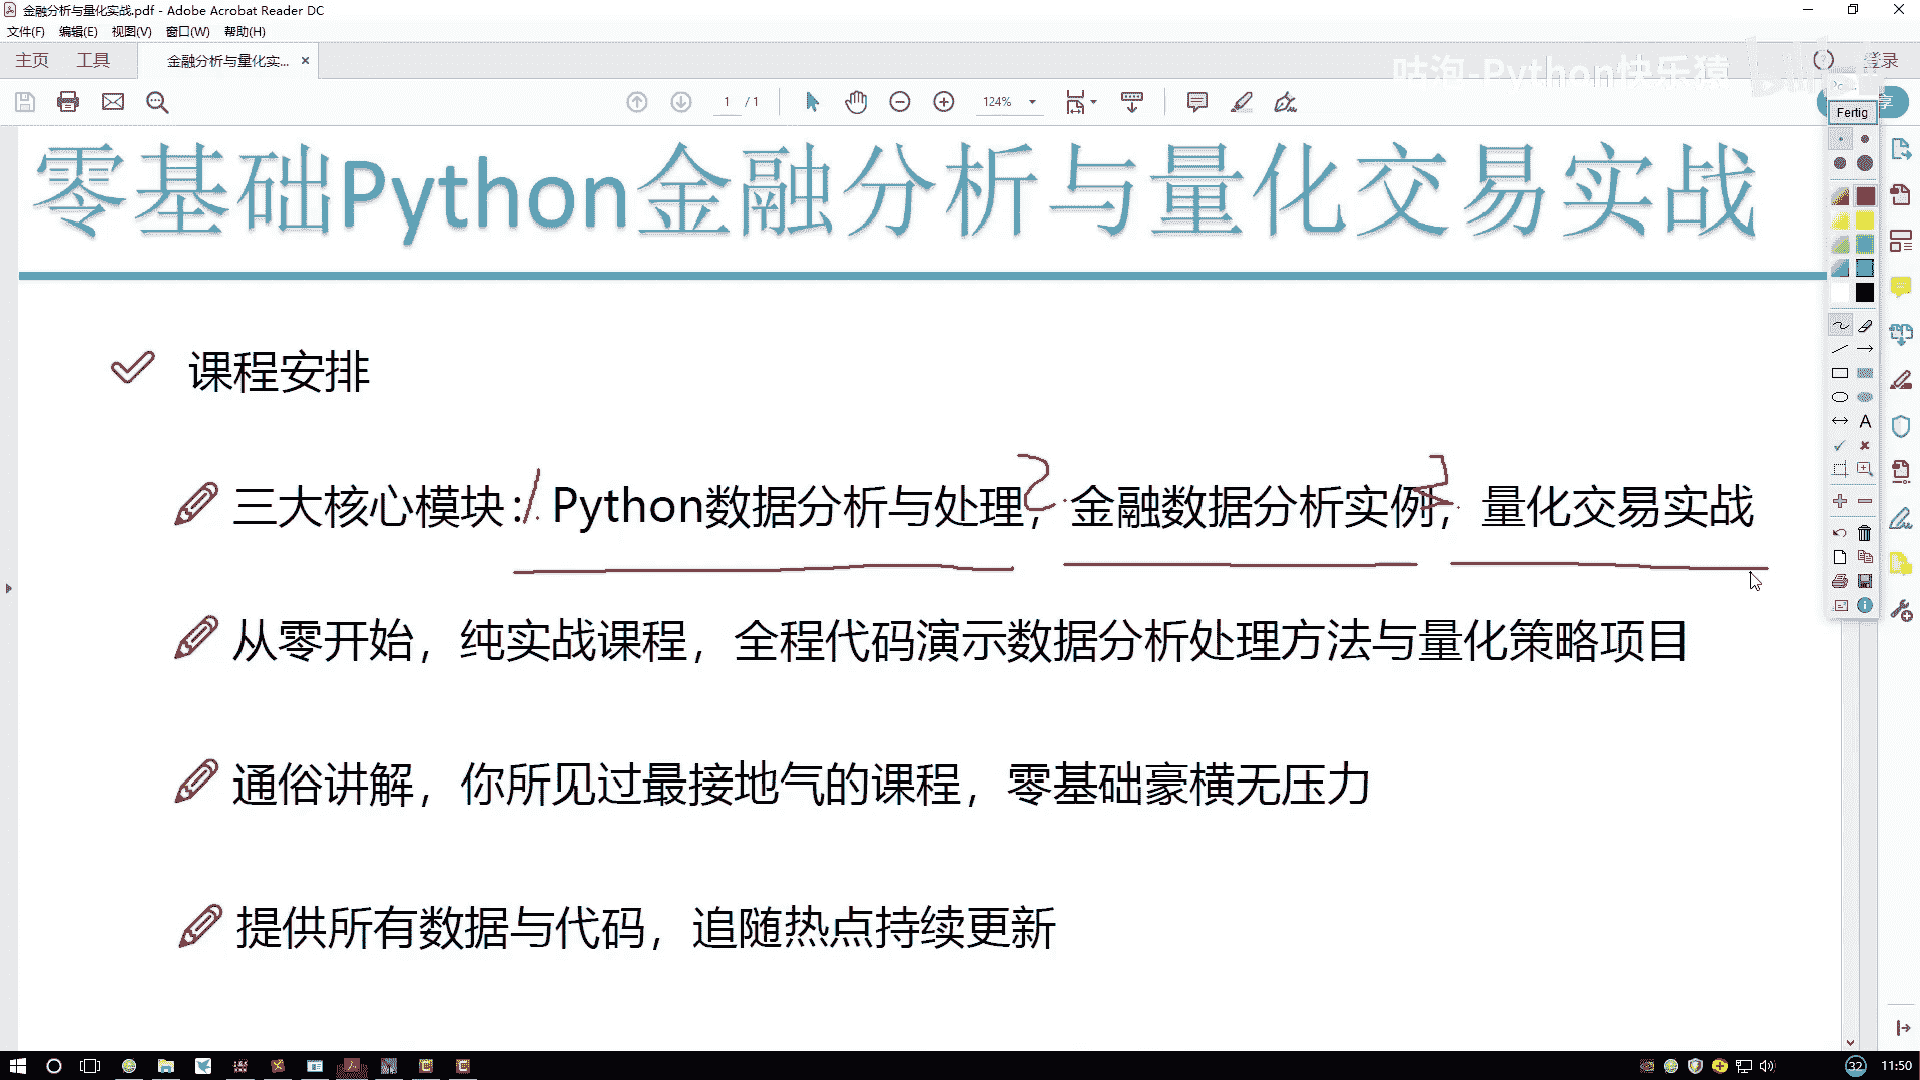 金融分析与量化实战.pdf - Adobe Acrobat Reader DC
文件(F) 编辑(E) 视图(V) 窗口(W) 帮助(H)
主页 工具 金融分析与量化实... × 登录
咕泡-Python快乐猿 bilibili
1 / 1 124%
Fertig 享
零基础Python金融分析与量化交易实战
课程安排
1 2 3
三大核心模块：Python数据分析与处理，金融数据分析实例，量化交易实战
从零开始，纯实战课程，全程代码演示数据分析处理方法与量化策略项目
通俗讲解，你所见过最接地气的课程，零基础豪横无压力
提供所有数据与代码，追随热点持续更新
32 11:50